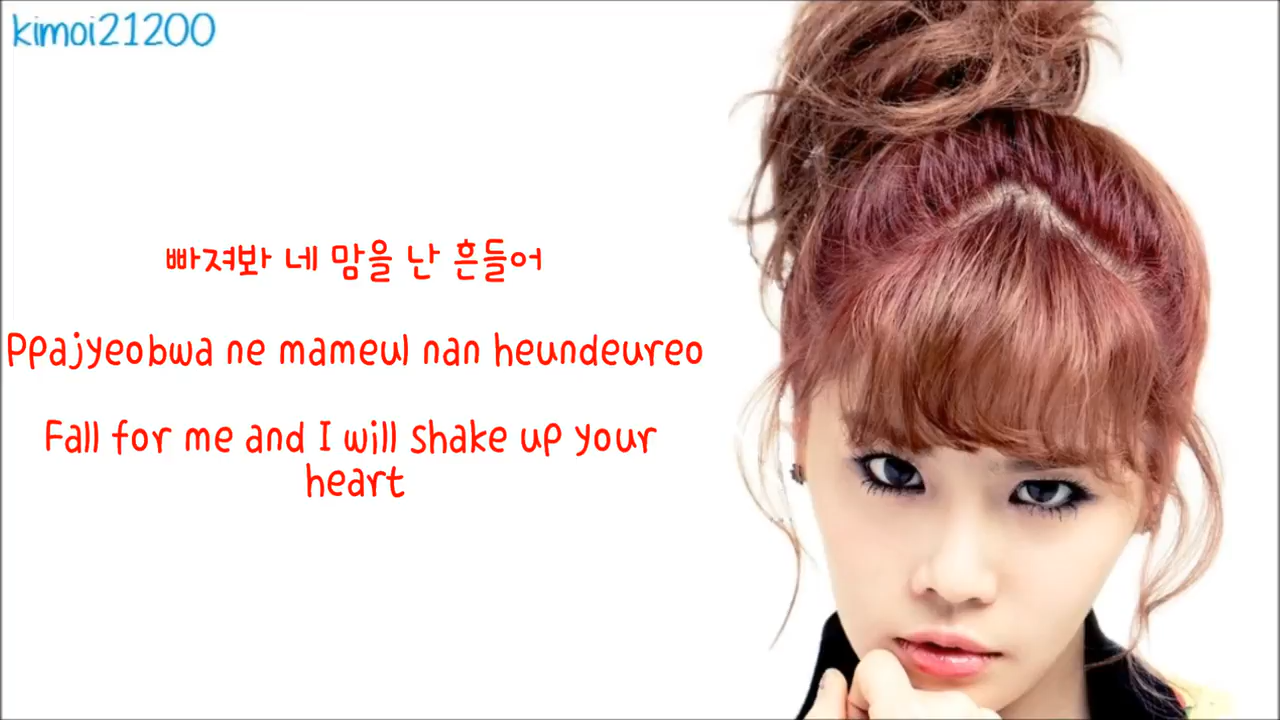 kimoi21200
빠져봐 네 맘을 난 흔들어
Ppajyeobwa ne mameul nan heundeureo
Fall for me and I will shake up your
heart